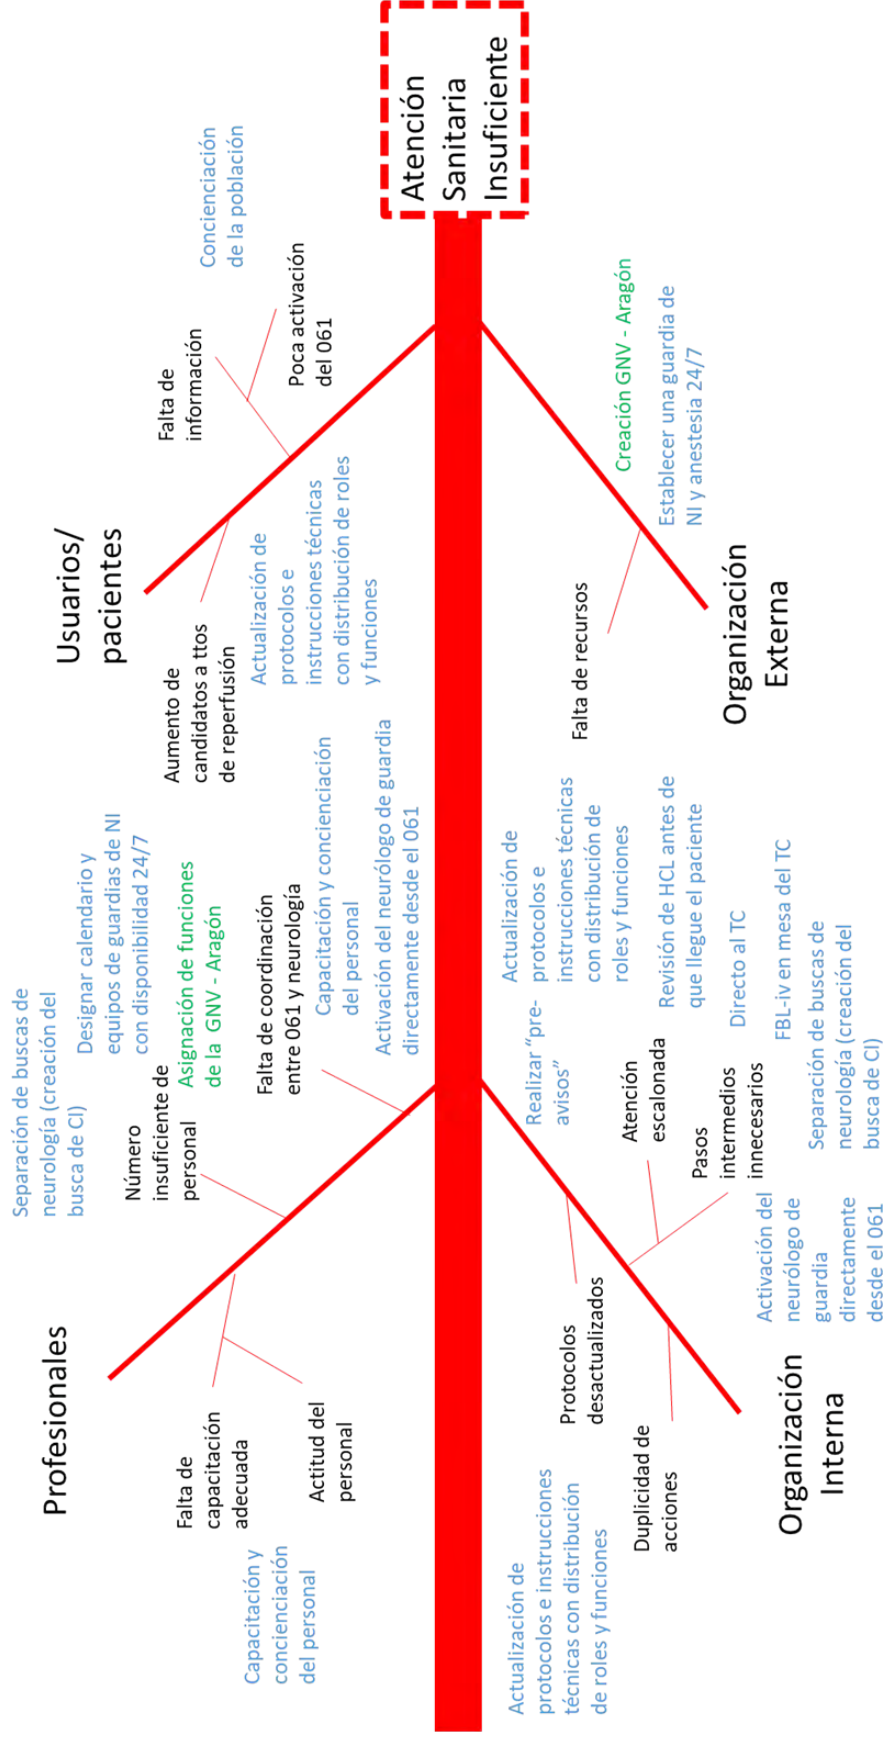 Profesionales
Separación de buscas de
neurología (creación del
busca de CI)
Designar calendario y
equipos de guardias de NI
con disponibilidad 24/7
Número
insuficiente de
personal
Asignación de funciones
de la GNV - Aragón
Falta de coordinación
entre 061 y neurología
Capacitación y concienciación
del personal
Activación del neurólogo de guardia
directamente desde el 061
Falta de
capacitación
adecuada
Actitud del
personal
Capacitación y
concienciación
del personal
Usuarios/
pacientes
Aumento de
candidatos a ttos
de reperfusión
Actualización de
protocolos e
instrucciones técnicas
con distribución de roles
y funciones
Falta de
información
Poca activación
del 061
Concienciación
de la población
Atención
Sanitaria
Insuficiente
Actualización de
protocolos e instrucciones
técnicas con distribución
de roles y funciones
Protocolos
desactualizados
Duplicidad de
acciones
Organización
Interna
Realizar “pre-
avisos”
Atención
escalonada
Pasos
intermedios
innecesarios
Activación del
neurólogo de
guardia
directamente
desde el 061
Actualización de
protocolos e
instrucciones técnicas
con distribución de
roles y funciones
Revisión de HCL antes de
que llegue el paciente
Directo al TC
FBL-iv en mesa del TC
Separación de buscas de
neurología (creación del
busca de CI)
Falta de recursos
Organización
Externa
Creación GNV - Aragón
Establecer una guardia de
NI y anestesia 24/7